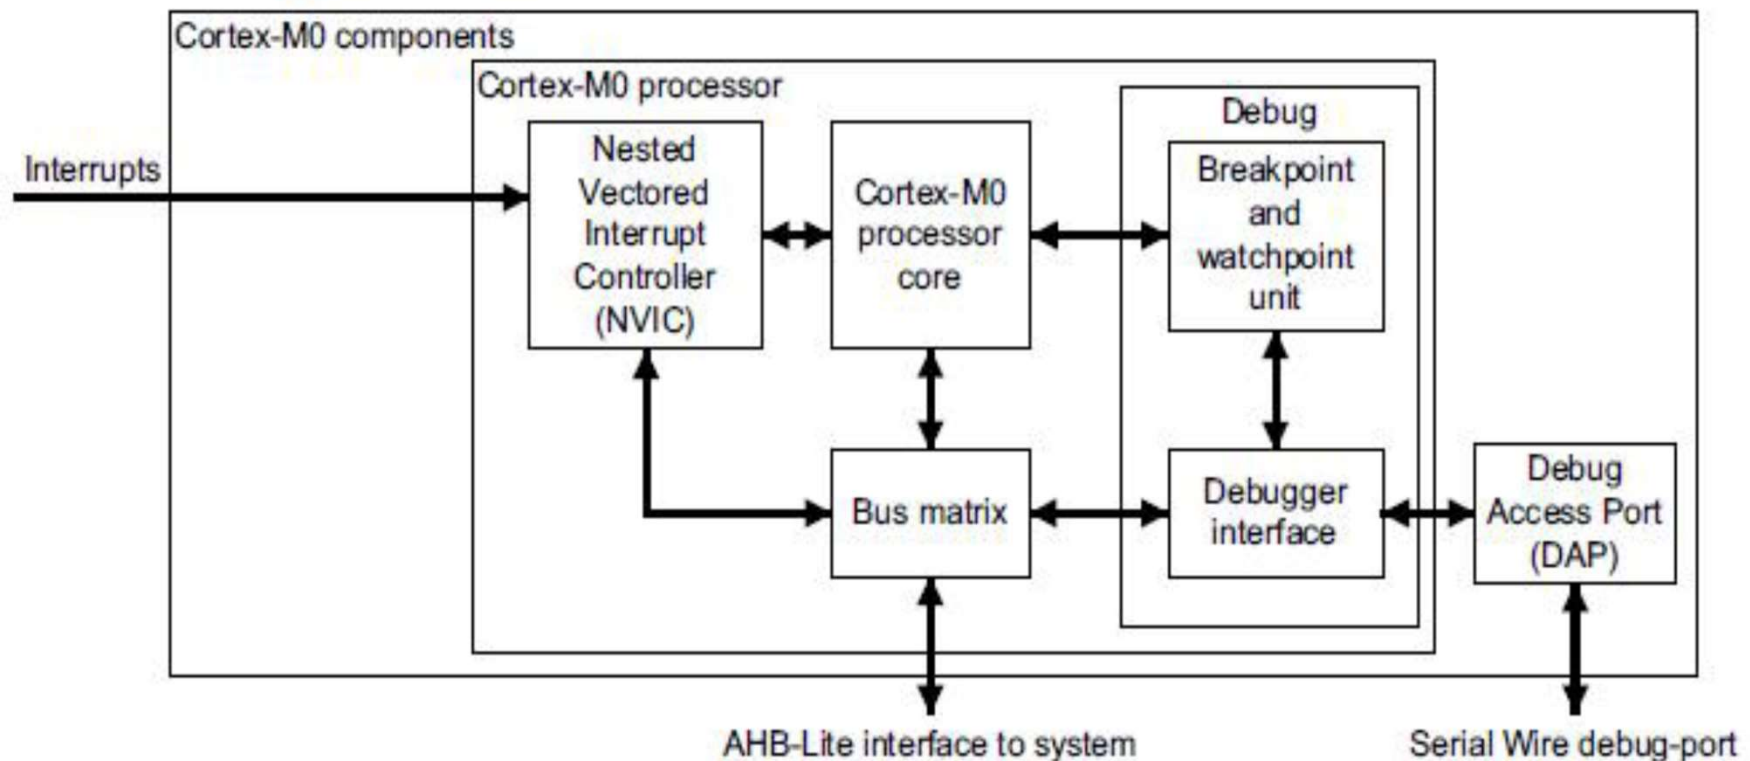 Cortex-M0 components
Cortex-M0 processor
Debug
Interrupts
Nested
Vectored
Interrupt
Controller
(NVIC)
Cortex-M0
processor
core
Breakpoint
and
watchpoint
unit
Bus matrix
Debugger
interface
Debug
Access Port
(DAP)
AHB-Lite interface to system
Serial Wire debug-port